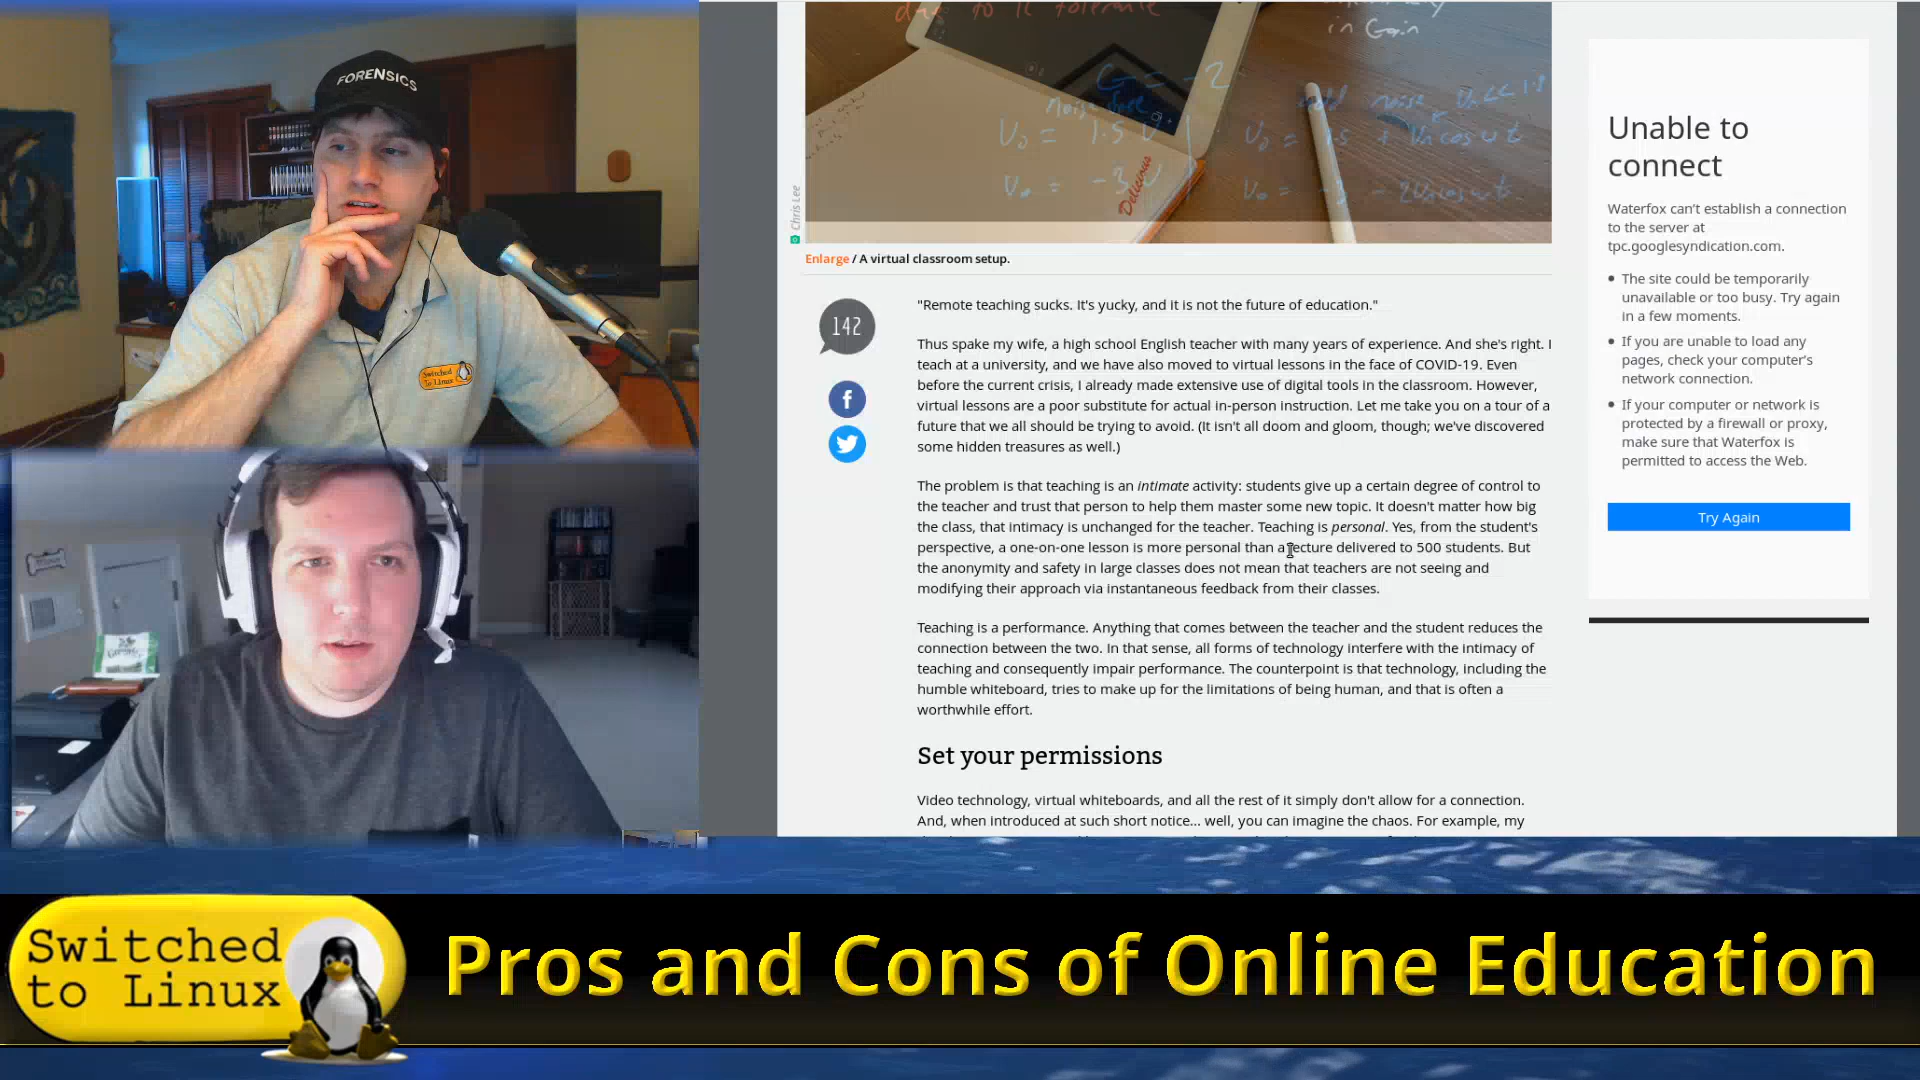 FORENSICS
Switched
To Linux
due to R tolerance
in Gain
G = -2
Delicious
Chris Lee
Enlarge / A virtual classroom setup.
142
"Remote teaching sucks. It's yucky, and it is not the future of education."
Thus spake my wife, a high school English teacher with many years of experience. And she's right. I
teach at a university, and we have also moved to virtual lessons in the face of COVID-19. Even
before the current crisis, I already made extensive use of digital tools in the classroom. However,
virtual lessons are a poor substitute for actual in-person instruction. Let me take you on a tour of a
future that we all should be trying to avoid. (It isn't all doom and gloom, though; we've discovered
some hidden treasures as well.)
The problem is that teaching is an intimate activity: students give up a certain degree of control to
the teacher and trust that person to help them master some new topic. It doesn't matter how big
the class, that intimacy is unchanged for the teacher. Teaching is personal. Yes, from the student's
perspective, a one-on-one lesson is more personal than a lecture delivered to 500 students. But
the anonymity and safety in large classes does not mean that teachers are not seeing and
modifying their approach via instantaneous feedback from their classes.
Teaching is a performance. Anything that comes between the teacher and the student reduces the
connection between the two. In that sense, all forms of technology interfere with the intimacy of
teaching and consequently impair performance. The counterpoint is that technology, including the
humble whiteboard, tries to make up for the limitations of being human, and that is often a
worthwhile effort.
Set your permissions
Video technology, virtual whiteboards, and all the rest of it simply don't allow for a connection.
And, when introduced at such short notice... well, you can imagine the chaos. For example, my
Unable to
connect
Waterfox can't establish a connection
to the server at
tpc.googlesyndication.com.
• The site could be temporarily
unavailable or too busy. Try again
in a few moments.
• If you are unable to load any
pages, check your computer's
network connection.
• If your computer or network is
protected by a firewall or proxy,
make sure that Waterfox is
permitted to access the Web.
Try Again
Switched
to Linux
Pros and Cons of Online Education